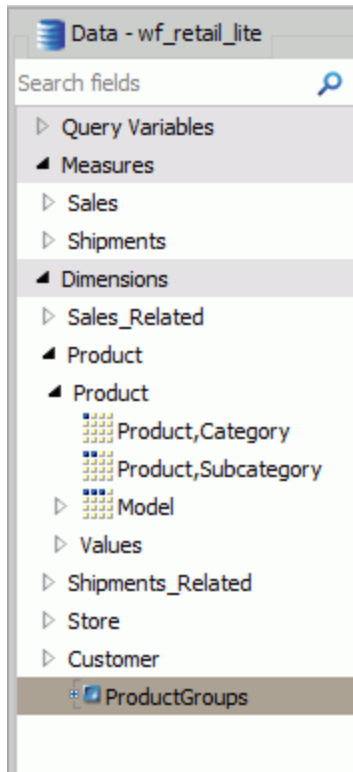 Data - wf_retail_lite
Search fields
Query Variables
Measures
Sales
Shipments
Dimensions
Sales_Related
Product
Product
Product,Category
Product,Subcategory
Model
Values
Shipments_Related
Store
Customer
ProductGroups